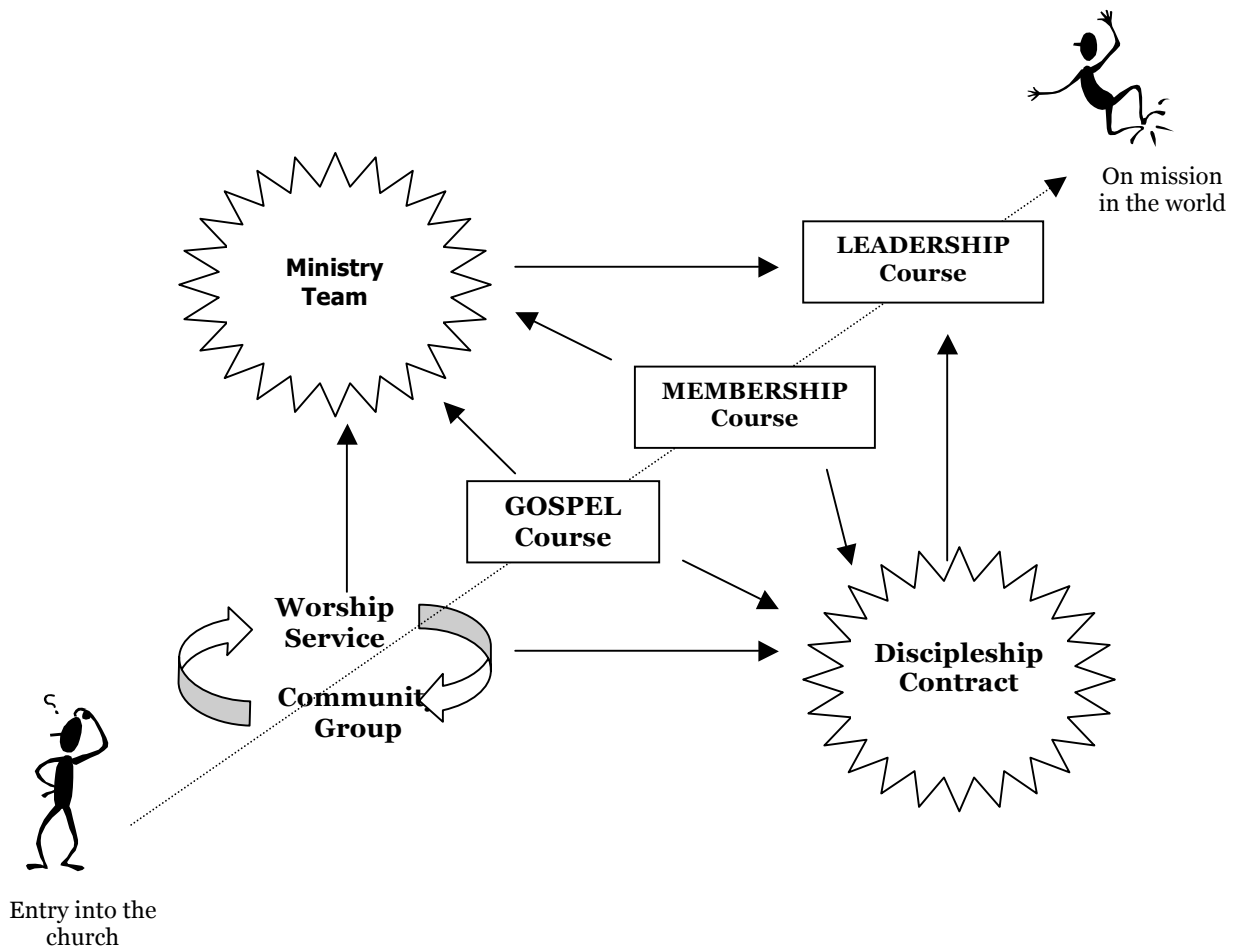 On mission
in the world
LEADERSHIP
Course
Ministry
Team
MEMBERSHIP
Course
GOSPEL
Course
Worship
Service
Communit
Group
Discipleship
Contract
?
Entry into the
church